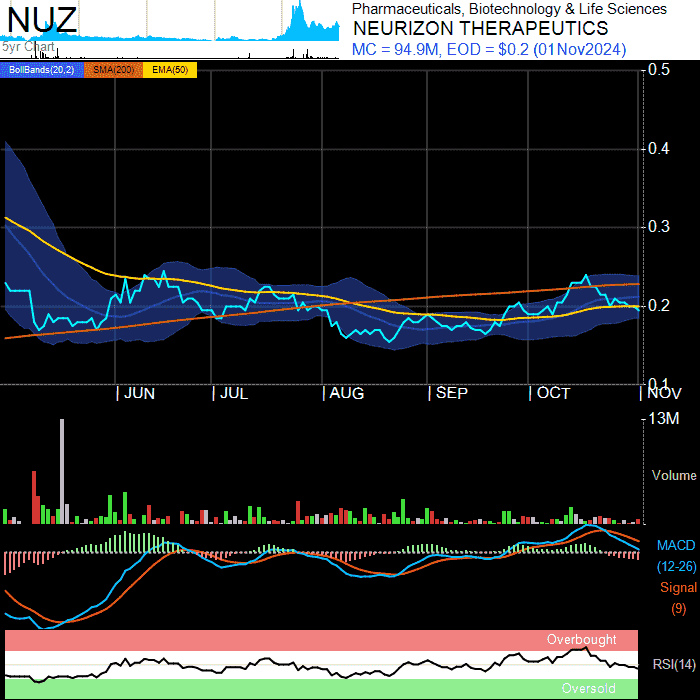 NUZ
5yr Chart
Pharmaceuticals, Biotechnology & Life Sciences
NEURIZON THERAPEUTICS
MC = 94.9M, EOD = $0.2 (01Nov2024)
BollBands(20,2) SMA(200) EMA(50)
0.5
0.4
0.3
0.2
0.1
JUN JUL AUG SEP OCT NOV
13M
Volume
MACD
(12-26)
Signal
(9)
Overbought
RSI(14)
Oversold